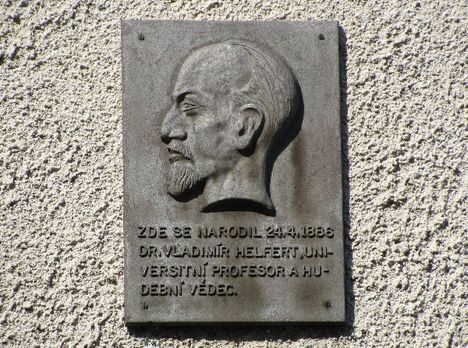 ZDE SE NARODIL 24.4.1886
DR. VLADIMÍR HELFERT, UNI-
VERSITNÍ PROFESOR A HU-
DEBNÍ VĚDEC.